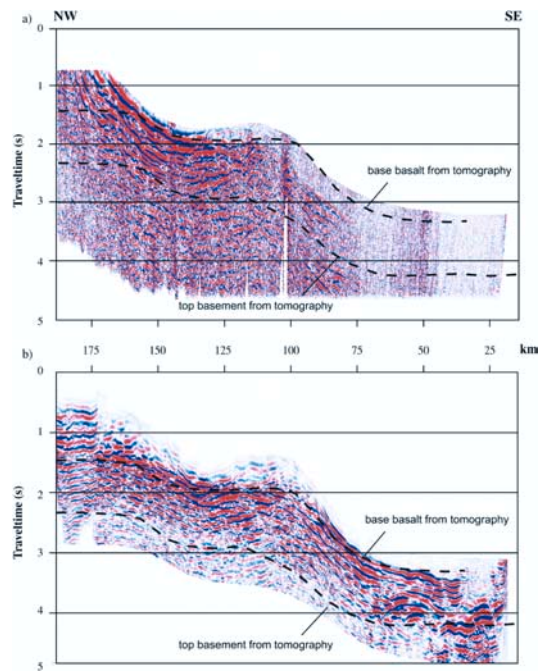 a) NW SE
0
1
2
3
4
5
Traveltime (s)
base basalt from tomography
top basement from tomography
175 150 125 100 75 50 25 km
b)
0
1
2
3
4
5
Traveltime (s)
base basalt from tomography
top basement from tomography